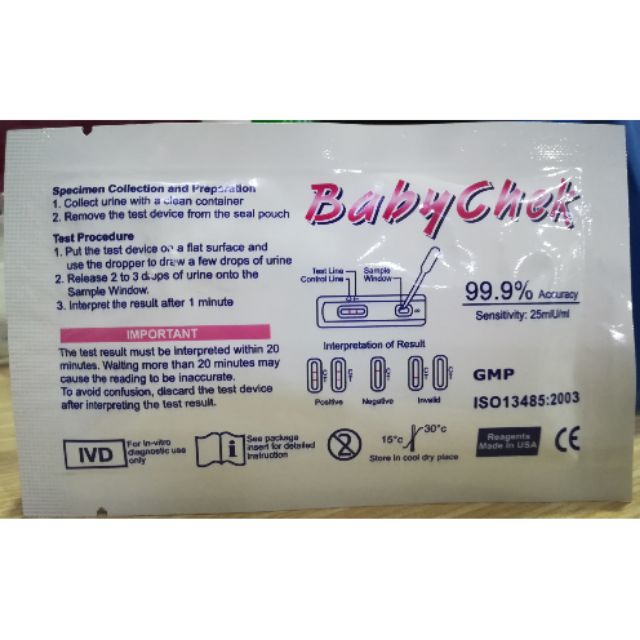 Specimen Collection and Preparation
1. Collect urine with a clean container
2. Remove the test device from the seal pouch
Test Procedure
1. Put the test device on a flat surface and
use the dropper to draw a few drops of urine
2. Release 2 to 3 drops of urine onto the
Sample Window.
3. Interpret the result after 1 minute
IMPORTANT
The test result must be interpreted within 20
minutes. Waiting more than 20 minutes may
cause the reading to be inaccurate.
To avoid confusion, discard the test device
after interpreting the test result.
BabyChek
Test Line
Control Line
Sample
Window
99.9% Accuracy
Sensitivity: 25mIU/ml
Interpretation of Result
Positive
Negative
Invalid
GMP
ISO13485:2003
IVD
For in-vitro
diagnostic use
only
i
See package
insert for detailed
instruction
2
15°c
30°c
Store in cool dry place
Reagents
Made in USA
CE